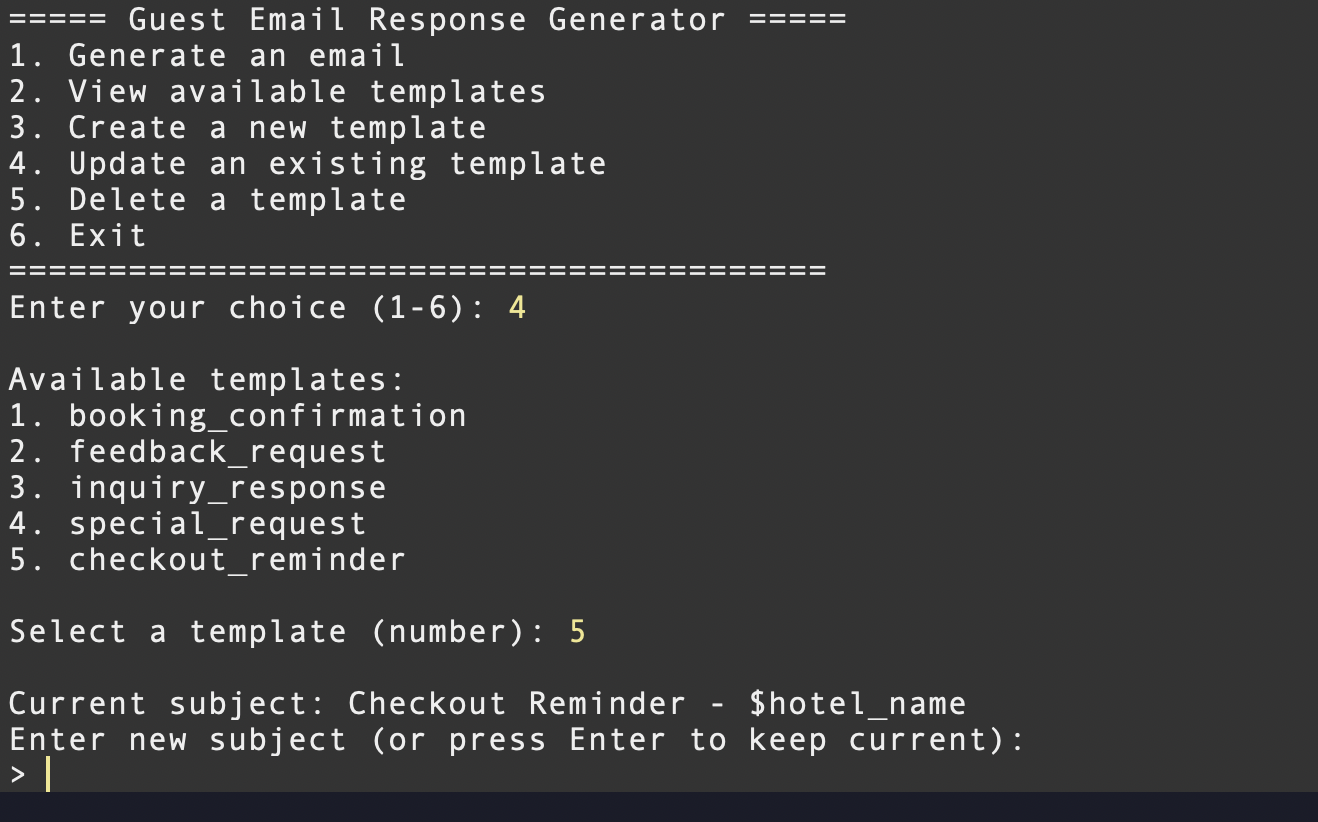 ===== Guest Email Response Generator =====
1. Generate an email
2. View available templates
3. Create a new template
4. Update an existing template
5. Delete a template
6. Exit
=========================================
Enter your choice (1-6): 4
Available templates:
1. booking_confirmation
2. feedback_request
3. inquiry_response
4. special_request
5. checkout_reminder
Select a template (number): 5
Current subject: Checkout Reminder - $hotel_name
Enter new subject (or press Enter to keep current):
>